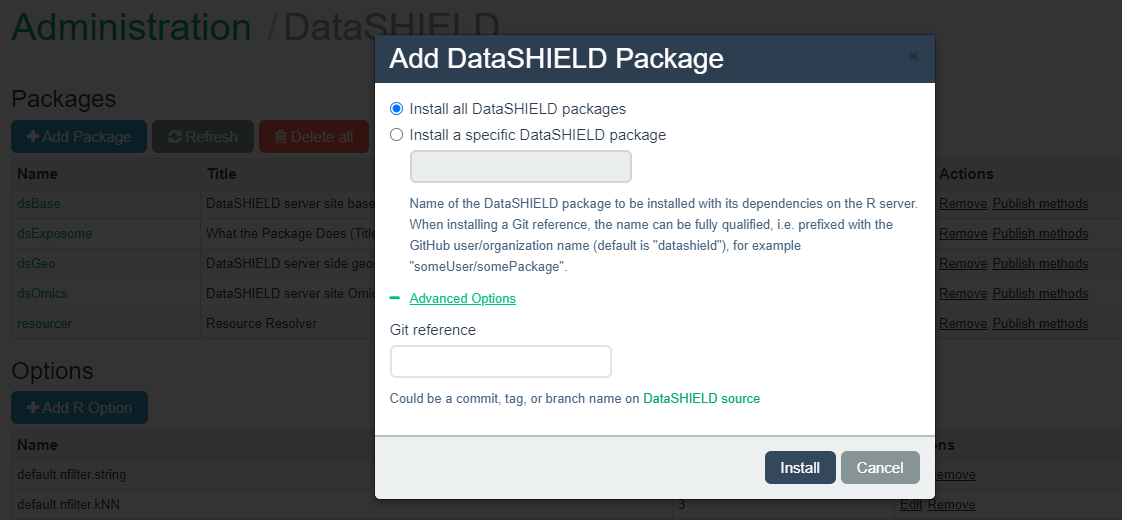 Administration / DataSHIELD
Add DataSHIELD Package ×
Packages
Install all DataSHIELD packages
Add Package Refresh Delete all
Install a specific DataSHIELD package
Name Title Actions
dsBase DataSHIELD server site base Remove Publish methods
Name of the DataSHIELD package to be installed with its dependencies on the R server.
When installing a Git reference, the name can be fully qualified, i.e. prefixed with the
dsExposome What the Package Does (Title Remove Publish methods
GitHub user/organization name (default is "datashield"), for example
dsGeo DataSHIELD server side geos Remove Publish methods
"someUser/somePackage".
dsOmics DataSHIELD server site Omic Remove Publish methods
Advanced Options
resourcer Resource Resolver Remove Publish methods
Git reference
Options
Could be a commit, tag, or branch name on DataSHIELD source
Add R Option
Name
default.nfilter.string
Install Cancel
default.nfilter.kNN 3 Edit Remove